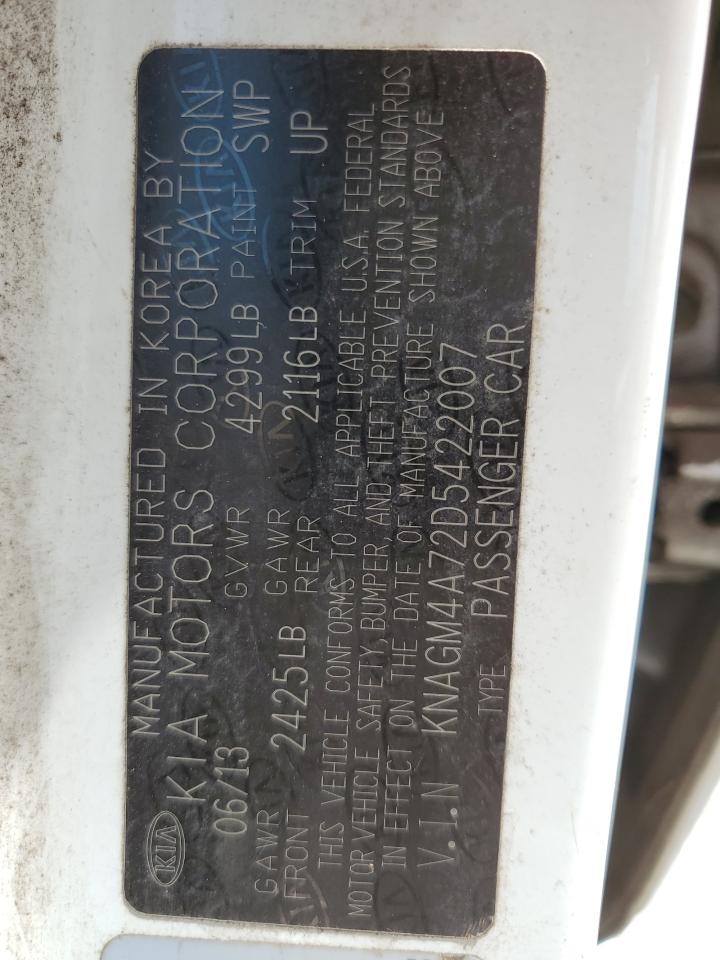 MANUFACTURED IN KOREA BY
KIA KIA MOTORS CORPORATION
06/13 GVWR 4299LB PAINT SWP
GAWR FRONT 2425LB GAWR REAR 2116LB TRIM UP
THIS VEHICLE CONFORMS TO ALL APPLICABLE U.S.A. FEDERAL
MOTOR VEHICLE SAFETY, BUMPER, AND THEFT PREVENTION STANDARDS
IN EFFECT ON THE DATE OF MANUFACTURE SHOWN ABOVE
V.I.N KNAGM4A72D5422007
TYPE PASSENGER CAR